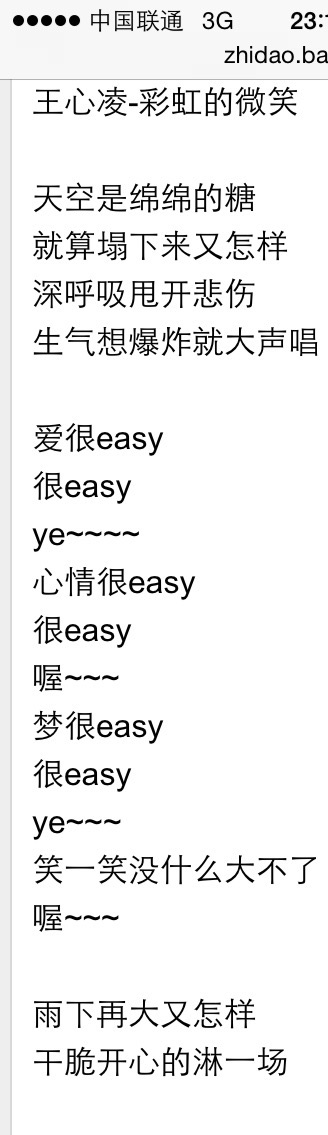 ●●●●● 中国联通 3G 23:
zhidao.ba
王心凌-彩虹的微笑
天空是绵绵的糖
就算塌下来又怎样
深呼吸甩开悲伤
生气想爆炸就大声唱
爱很easy
很easy
ye~~~~
心情很easy
很easy
喔~~~
梦很easy
很easy
ye~~~
笑一笑没什么大不了
喔~~~
雨下再大又怎样
干脆开心的淋一场